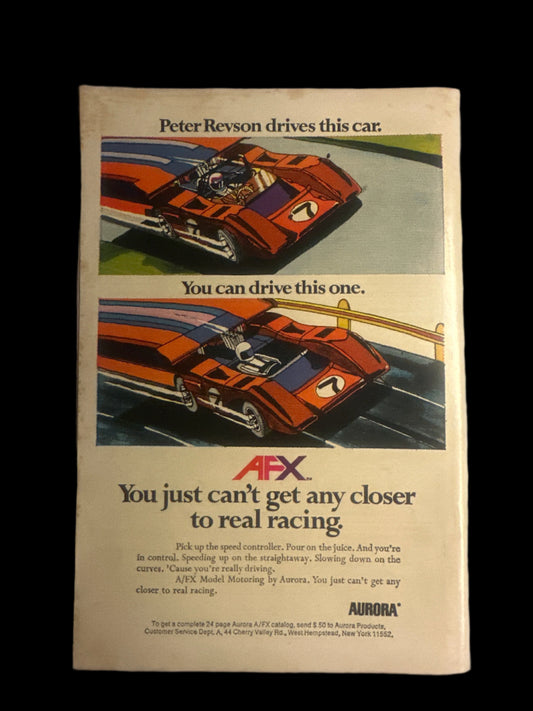 Peter Revson drives this car.
7
You can drive this one.
7
AFX™
You just can't get any closer
to real racing.
Pick up the speed controller. Pour on the juice. And you're
in control. Speeding up on the straightaway. Slowing down on the
curves. 'Cause you're really driving.
A/FX Model Motoring by Aurora. You just can't get any
closer to real racing.
AURORA®
To get a complete 24 page Aurora A/FX catalog, send $.50 to Aurora Products,
Customer Service Dept. A, 44 Cherry Valley Rd., West Hempstead, New York 11552.